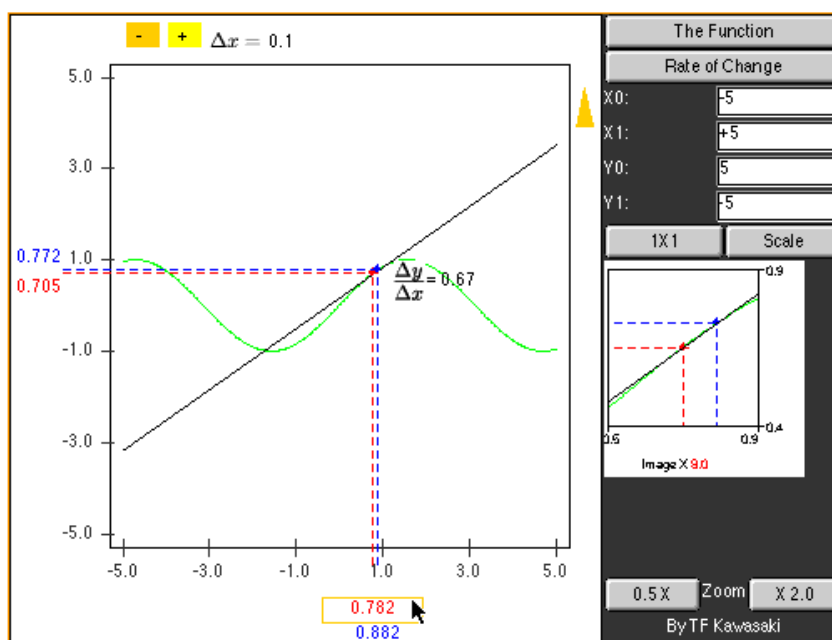 - + Δx = 0.1
5.0
3.0
1.0
-1.0
-3.0
-5.0
0.772
0.705
Δy
Δx
= 0.67
-5.0 -3.0 -1.0 1.0 3.0 5.0
0.782
0.882
The Function
Rate of Change
X0: -5
X1: +5
Y0: 5
Y1: -5
1X1 Scale
0.9
0.4
0.5 0.9
Image X 9.0
0.5 X Zoom X 2.0
By TF Kawasaki